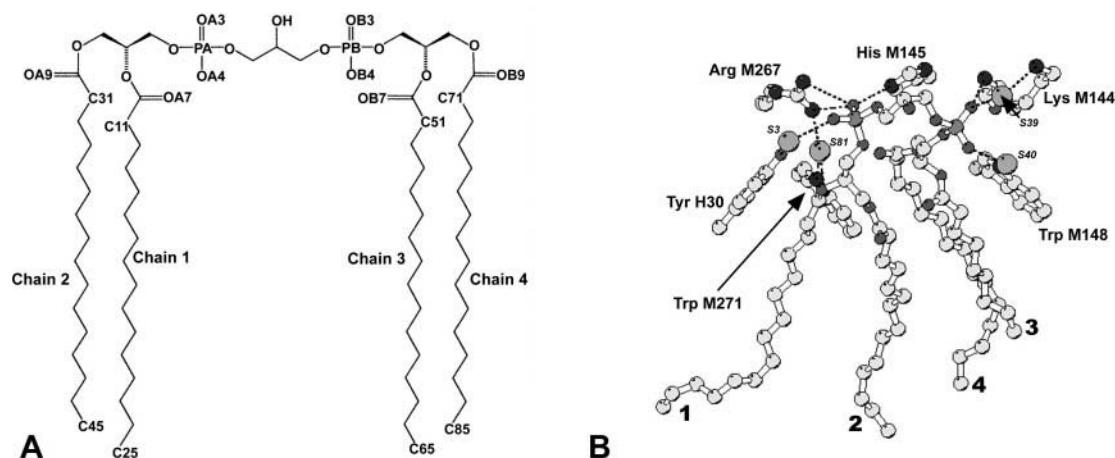 OA3 OH OB3
O O PA O O PB O O
OA9 O OA4 OB4 O OB9
C31 O OA7 OB7 O C71
C11 C51
Chain 2 Chain 1 Chain 3 Chain 4
C45 C85
C25 C65
A
His M145
Arg M267
Lys M144
S39
S3
S81
S40
Tyr H30
Trp M148
Trp M271
3
4
1
2
B